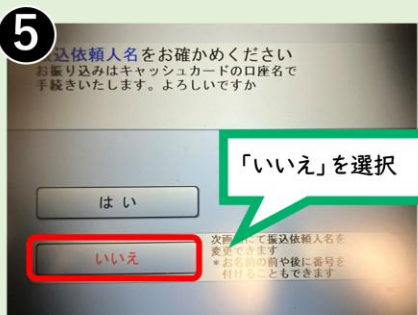 5
込依頼人名をお確かめください
お振り込みはキャッシュカードの口座名で
手続きいたします。よろしいですか
「いいえ」を選択
はい
いいえ
次画 にて振込依頼人名を
変更できます
*お名前の前や後に番号を
付けることもできます